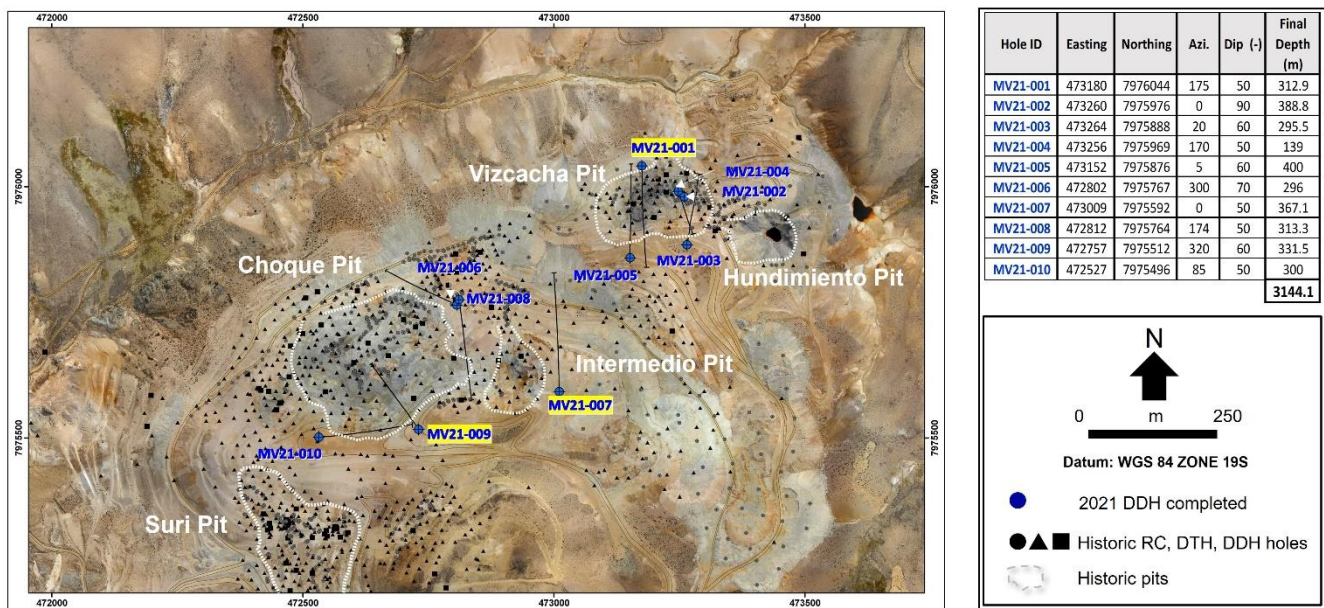 472000 472500 473000 473500
7976000
7975500
MV21-001
Vizcacha Pit
MV21-004
MV21-002
MV21-003
MV21-005
Hundimiento Pit
Choque Pit
MV21-006
MV21-008
Intermedio Pit
MV21-007
MV21-009
MV21-010
Suri Pit
7976000
7975500
472000 472500 473000 473500
Hole ID Easting Northing Azi. Dip (-) Final Depth (m)
MV21-001 473180 7976044 175 50 312.9
MV21-002 473260 7975976 0 90 388.8
MV21-003 473264 7975888 20 60 295.5
MV21-004 473256 7975969 170 50 139
MV21-005 473152 7975876 5 60 400
MV21-006 472802 7975767 300 70 296
MV21-007 473009 7975592 0 50 367.1
MV21-008 472812 7975764 174 50 313.3
MV21-009 472757 7975512 320 60 331.5
MV21-010 472527 7975496 85 50 300
3144.1
N
0 m 250
Datum: WGS 84 ZONE 19S
2021 DDH completed
Historic RC, DTH, DDH holes
Historic pits